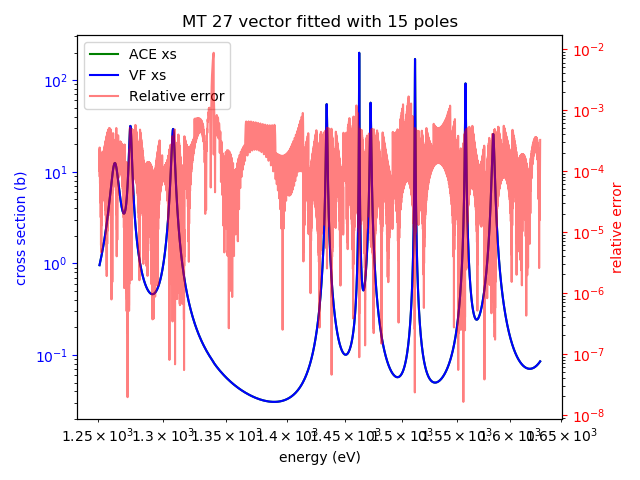 MT 27 vector fitted with 15 poles
ACE xs
VF xs
Relative error
10²
10¹
10⁰
10⁻¹
cross section (b)
10⁻²
10⁻³
10⁻⁴
10⁻⁵
10⁻⁶
10⁻⁷
10⁻⁸
relative error
1.25 × 10³ 1.3 × 10³ 1.35 × 10³ 1.4 × 10³ 1.45 × 10³ 1.5 × 10³ 1.55 × 10³ 1.6 × 10³ 1.65 × 10³
energy (eV)